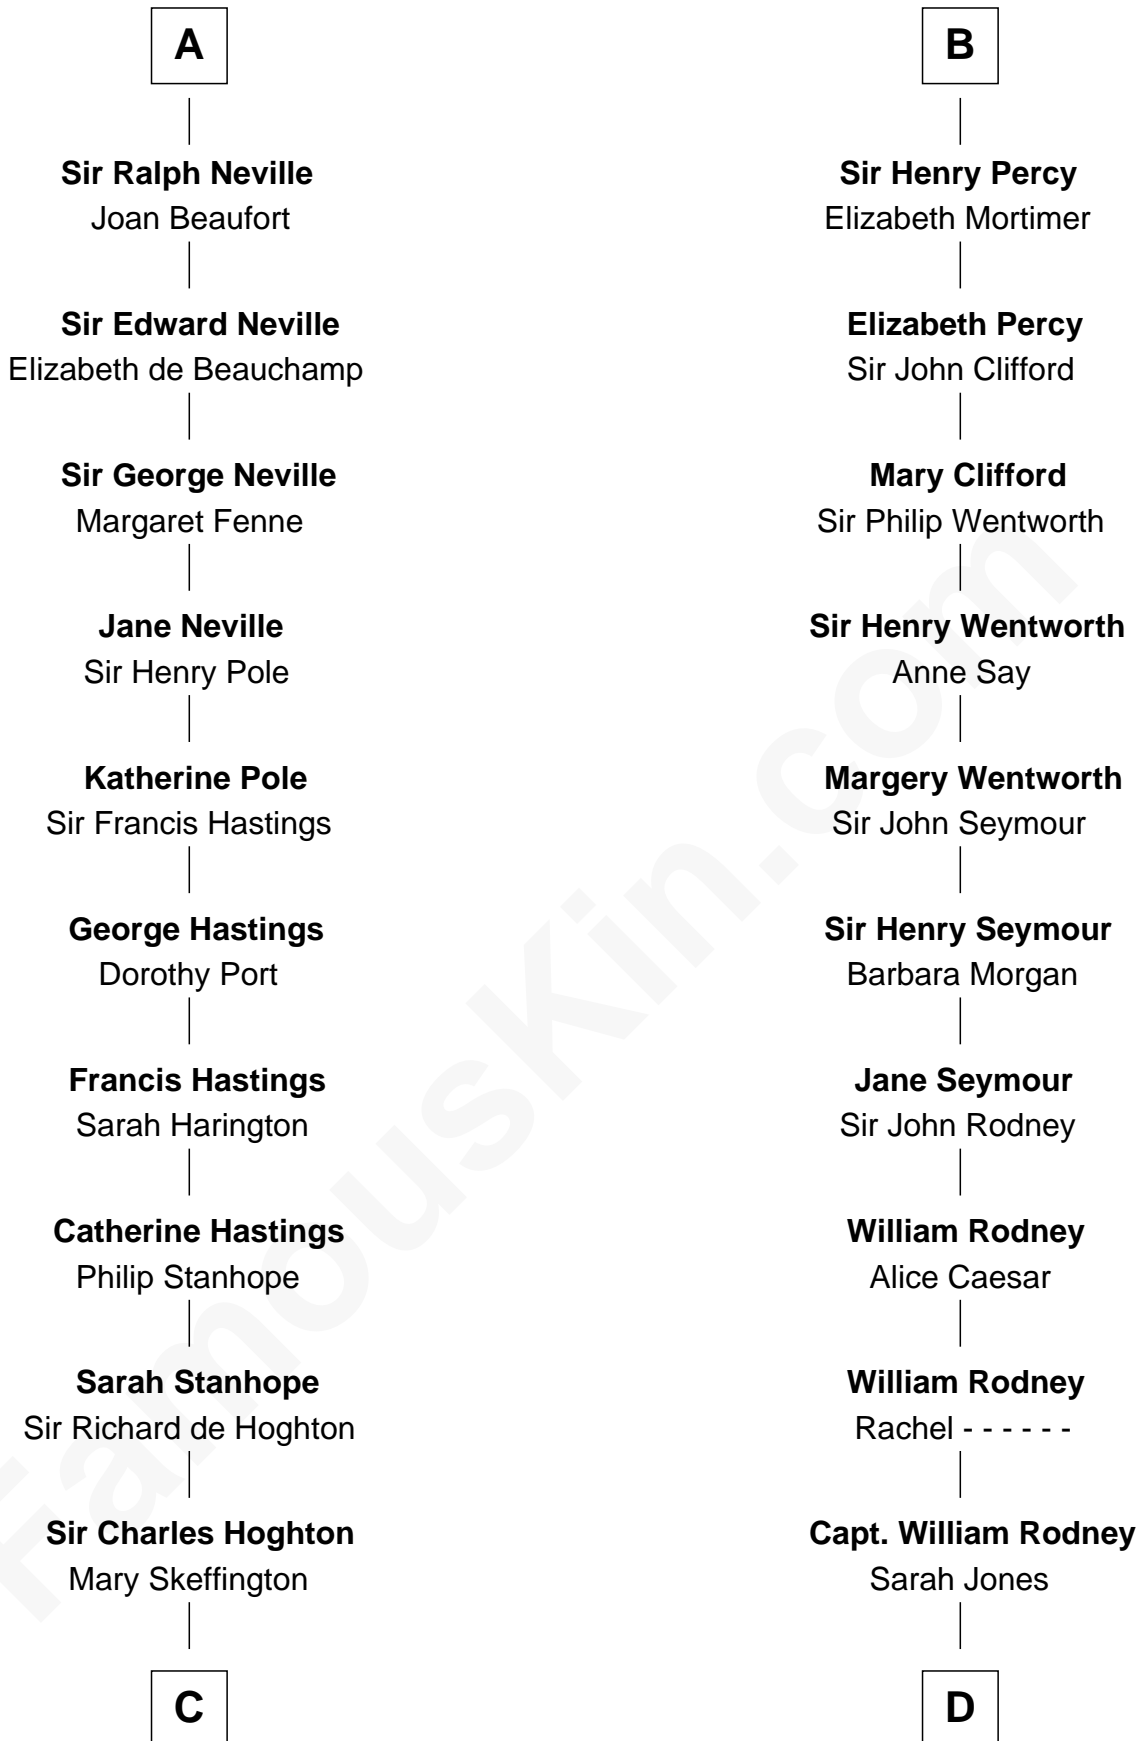 A
Sir Ralph Neville
Joan Beaufort
Sir Edward Neville
Elizabeth de Beauchamp
Sir George Neville
Margaret Fenne
Jane Neville
Sir Henry Pole
Katherine Pole
Sir Francis Hastings
George Hastings
Dorothy Port
Francis Hastings
Sarah Harington
Catherine Hastings
Philip Stanhope
Sarah Stanhope
Sir Richard de Hoghton
Sir Charles Hoghton
Mary Skeffington
C
B
Sir Henry Percy
Elizabeth Mortimer
Elizabeth Percy
Sir John Clifford
Mary Clifford
Sir Philip Wentworth
Sir Henry Wentworth
Anne Say
Margery Wentworth
Sir John Seymour
Sir Henry Seymour
Barbara Morgan
Jane Seymour
Sir John Rodney
William Rodney
Alice Caesar
William Rodney
Rachel - - - - - -
Capt. William Rodney
Sarah Jones
D
FamousKin.com